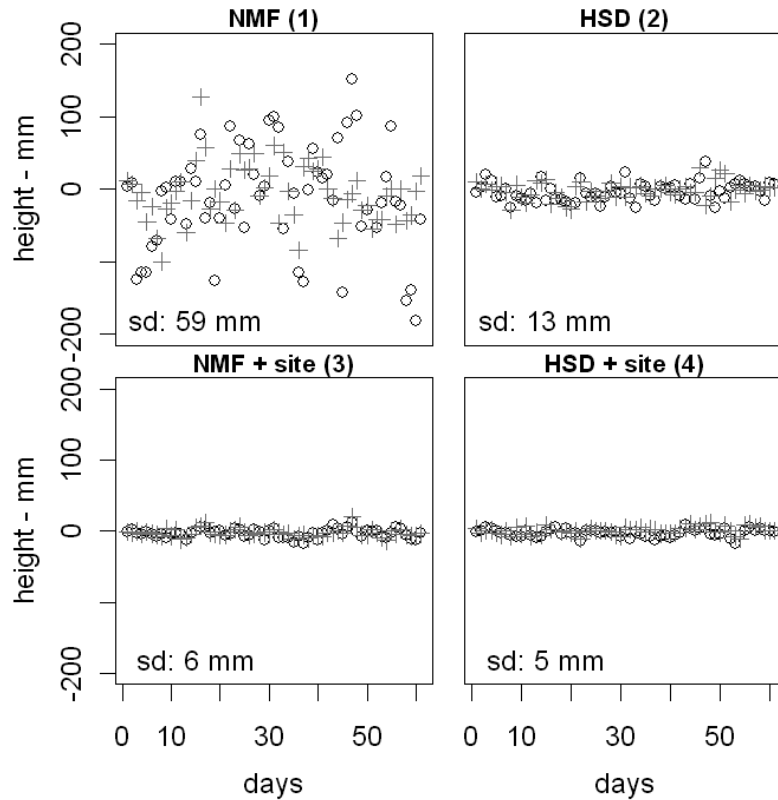 NMF (1)
HSD (2)
200
100
0
-200
height - mm
sd: 59 mm
sd: 13 mm
NMF + site (3)
HSD + site (4)
200
100
0
-200
height - mm
sd: 6 mm
sd: 5 mm
0 10 30 50
0 10 30 50
days
days